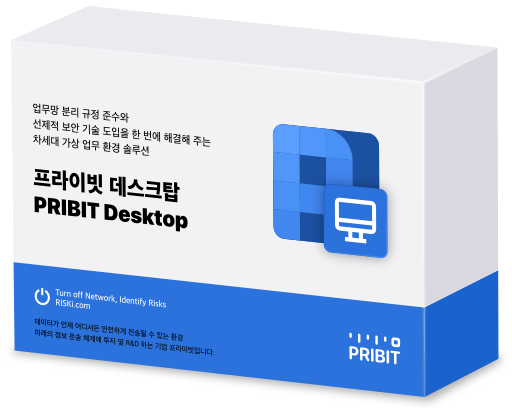 업무망 분리 규정 준수와
선제적 보안 기술 도입을 한 번에 해결해 주는
차세대 가상 업무 환경 솔루션
프라이빗 데스크탑
PRIBIT Desktop
Turn off Network, Identify Risks
RISKi.com
데이터가 언제 어디서든 안전하게 전송될 수 있는 환경
미래의 정보 운송 체계에 투자 및 R&D 하는 기업 프라이빗입니다.
PRIBIT